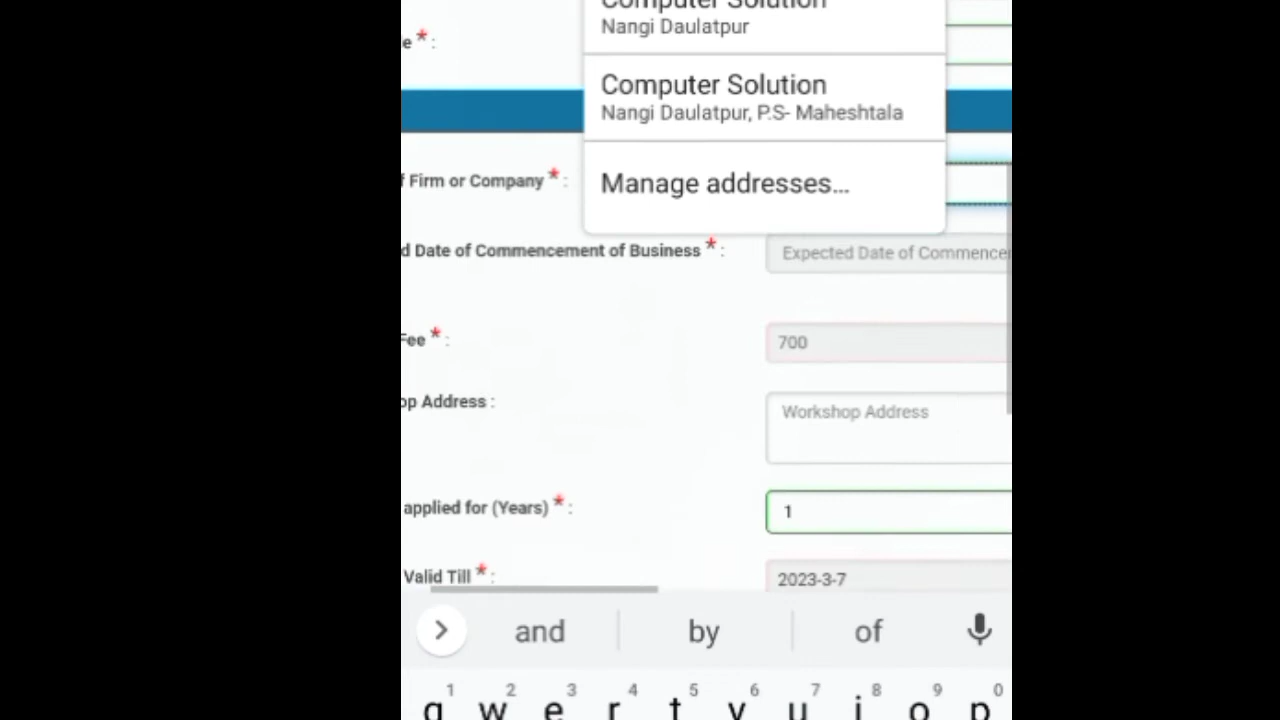 Computer Solution
Nangi Daulatpur
e * :
Computer Solution
Nangi Daulatpur, P.S- Maheshtala
Manage addresses...
f Firm or Company * :
d Date of Commencement of Business * :
Expected Date of Commence
Fee * :
700
op Address :
Workshop Address
applied for (Years) * :
1
Valid Till * :
2023-3-7
and by of
1 2 3 4 5 6 7 8 9 0
q w e r t y u i o p